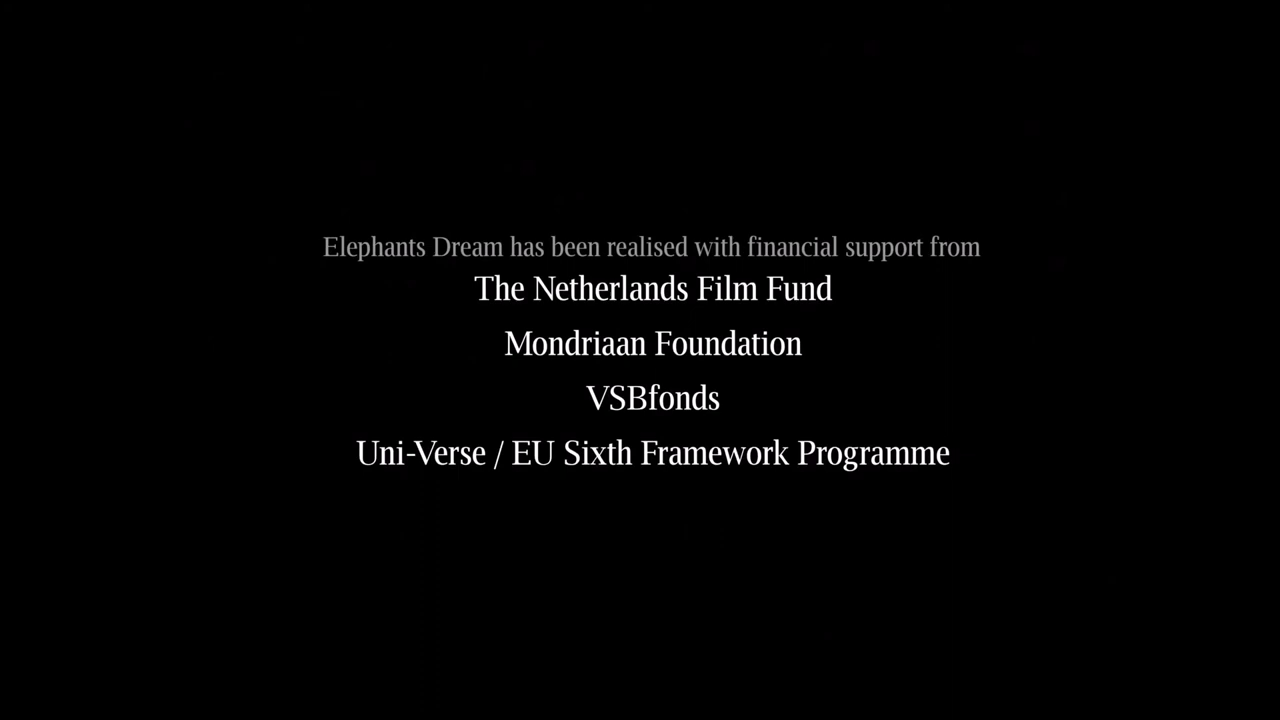 Elephants Dream has been realised with financial support from
The Netherlands Film Fund
Mondriaan Foundation
VSBfonds
Uni-Verse / EU Sixth Framework Programme